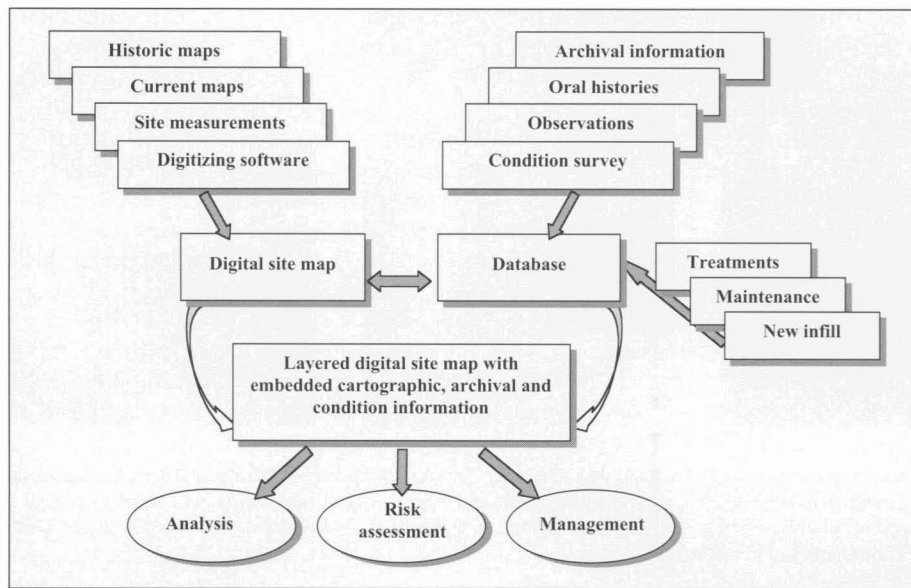 Historic maps
Current maps
Site measurements
Digitizing software
Archival information
Oral histories
Observations
Condition survey
Digital site map
Database
Treatments
Maintenance
New infill
Layered digital site map with
embedded cartographic, archival and
condition information
Analysis
Risk
assessment
Management